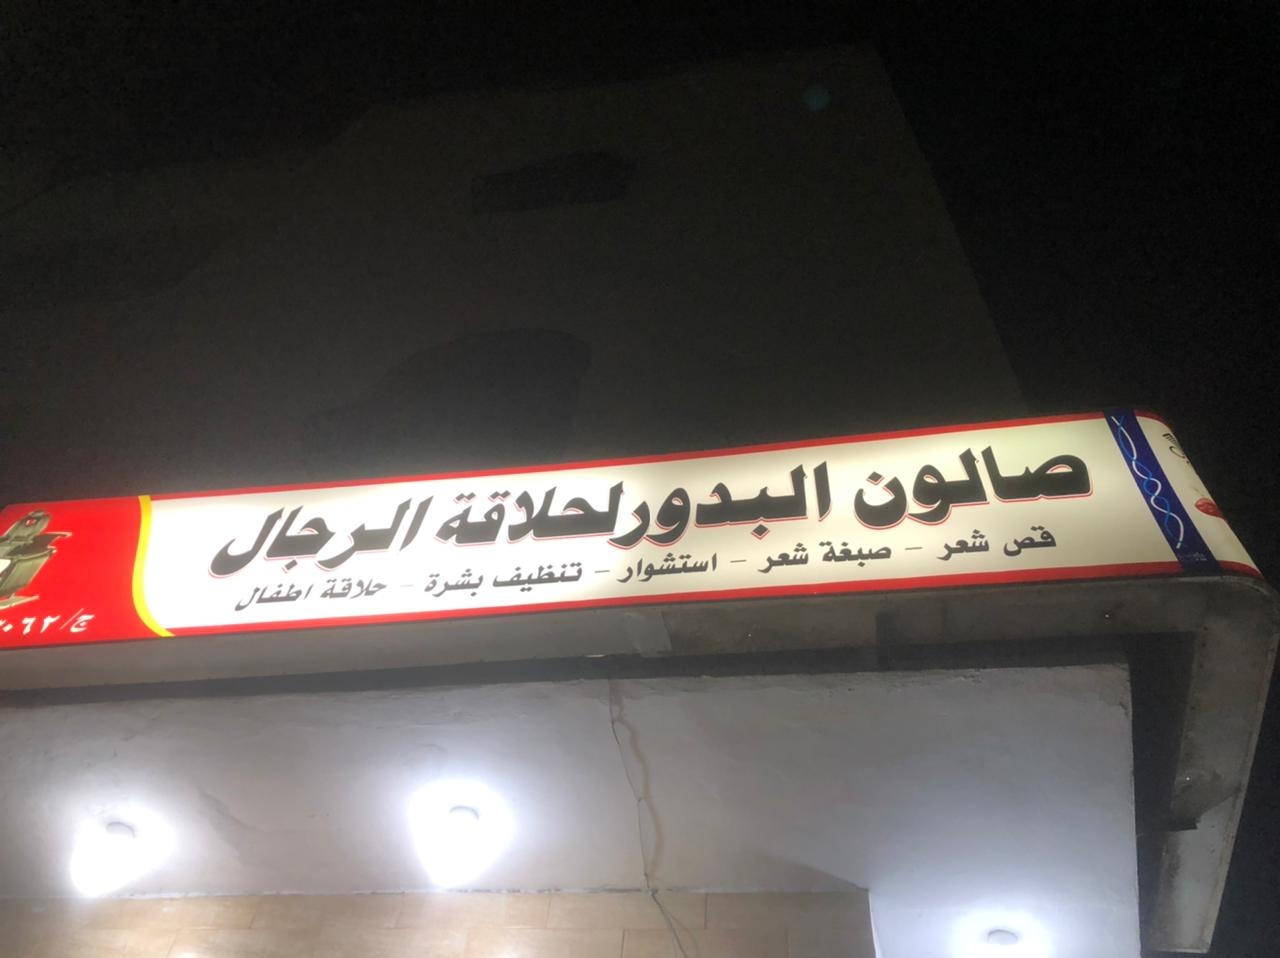 صالون البدور لحلاقة الرجال
قص شعر - صبغة شعر - استشوار - تنظيف بشرة - حلاقة اطفال